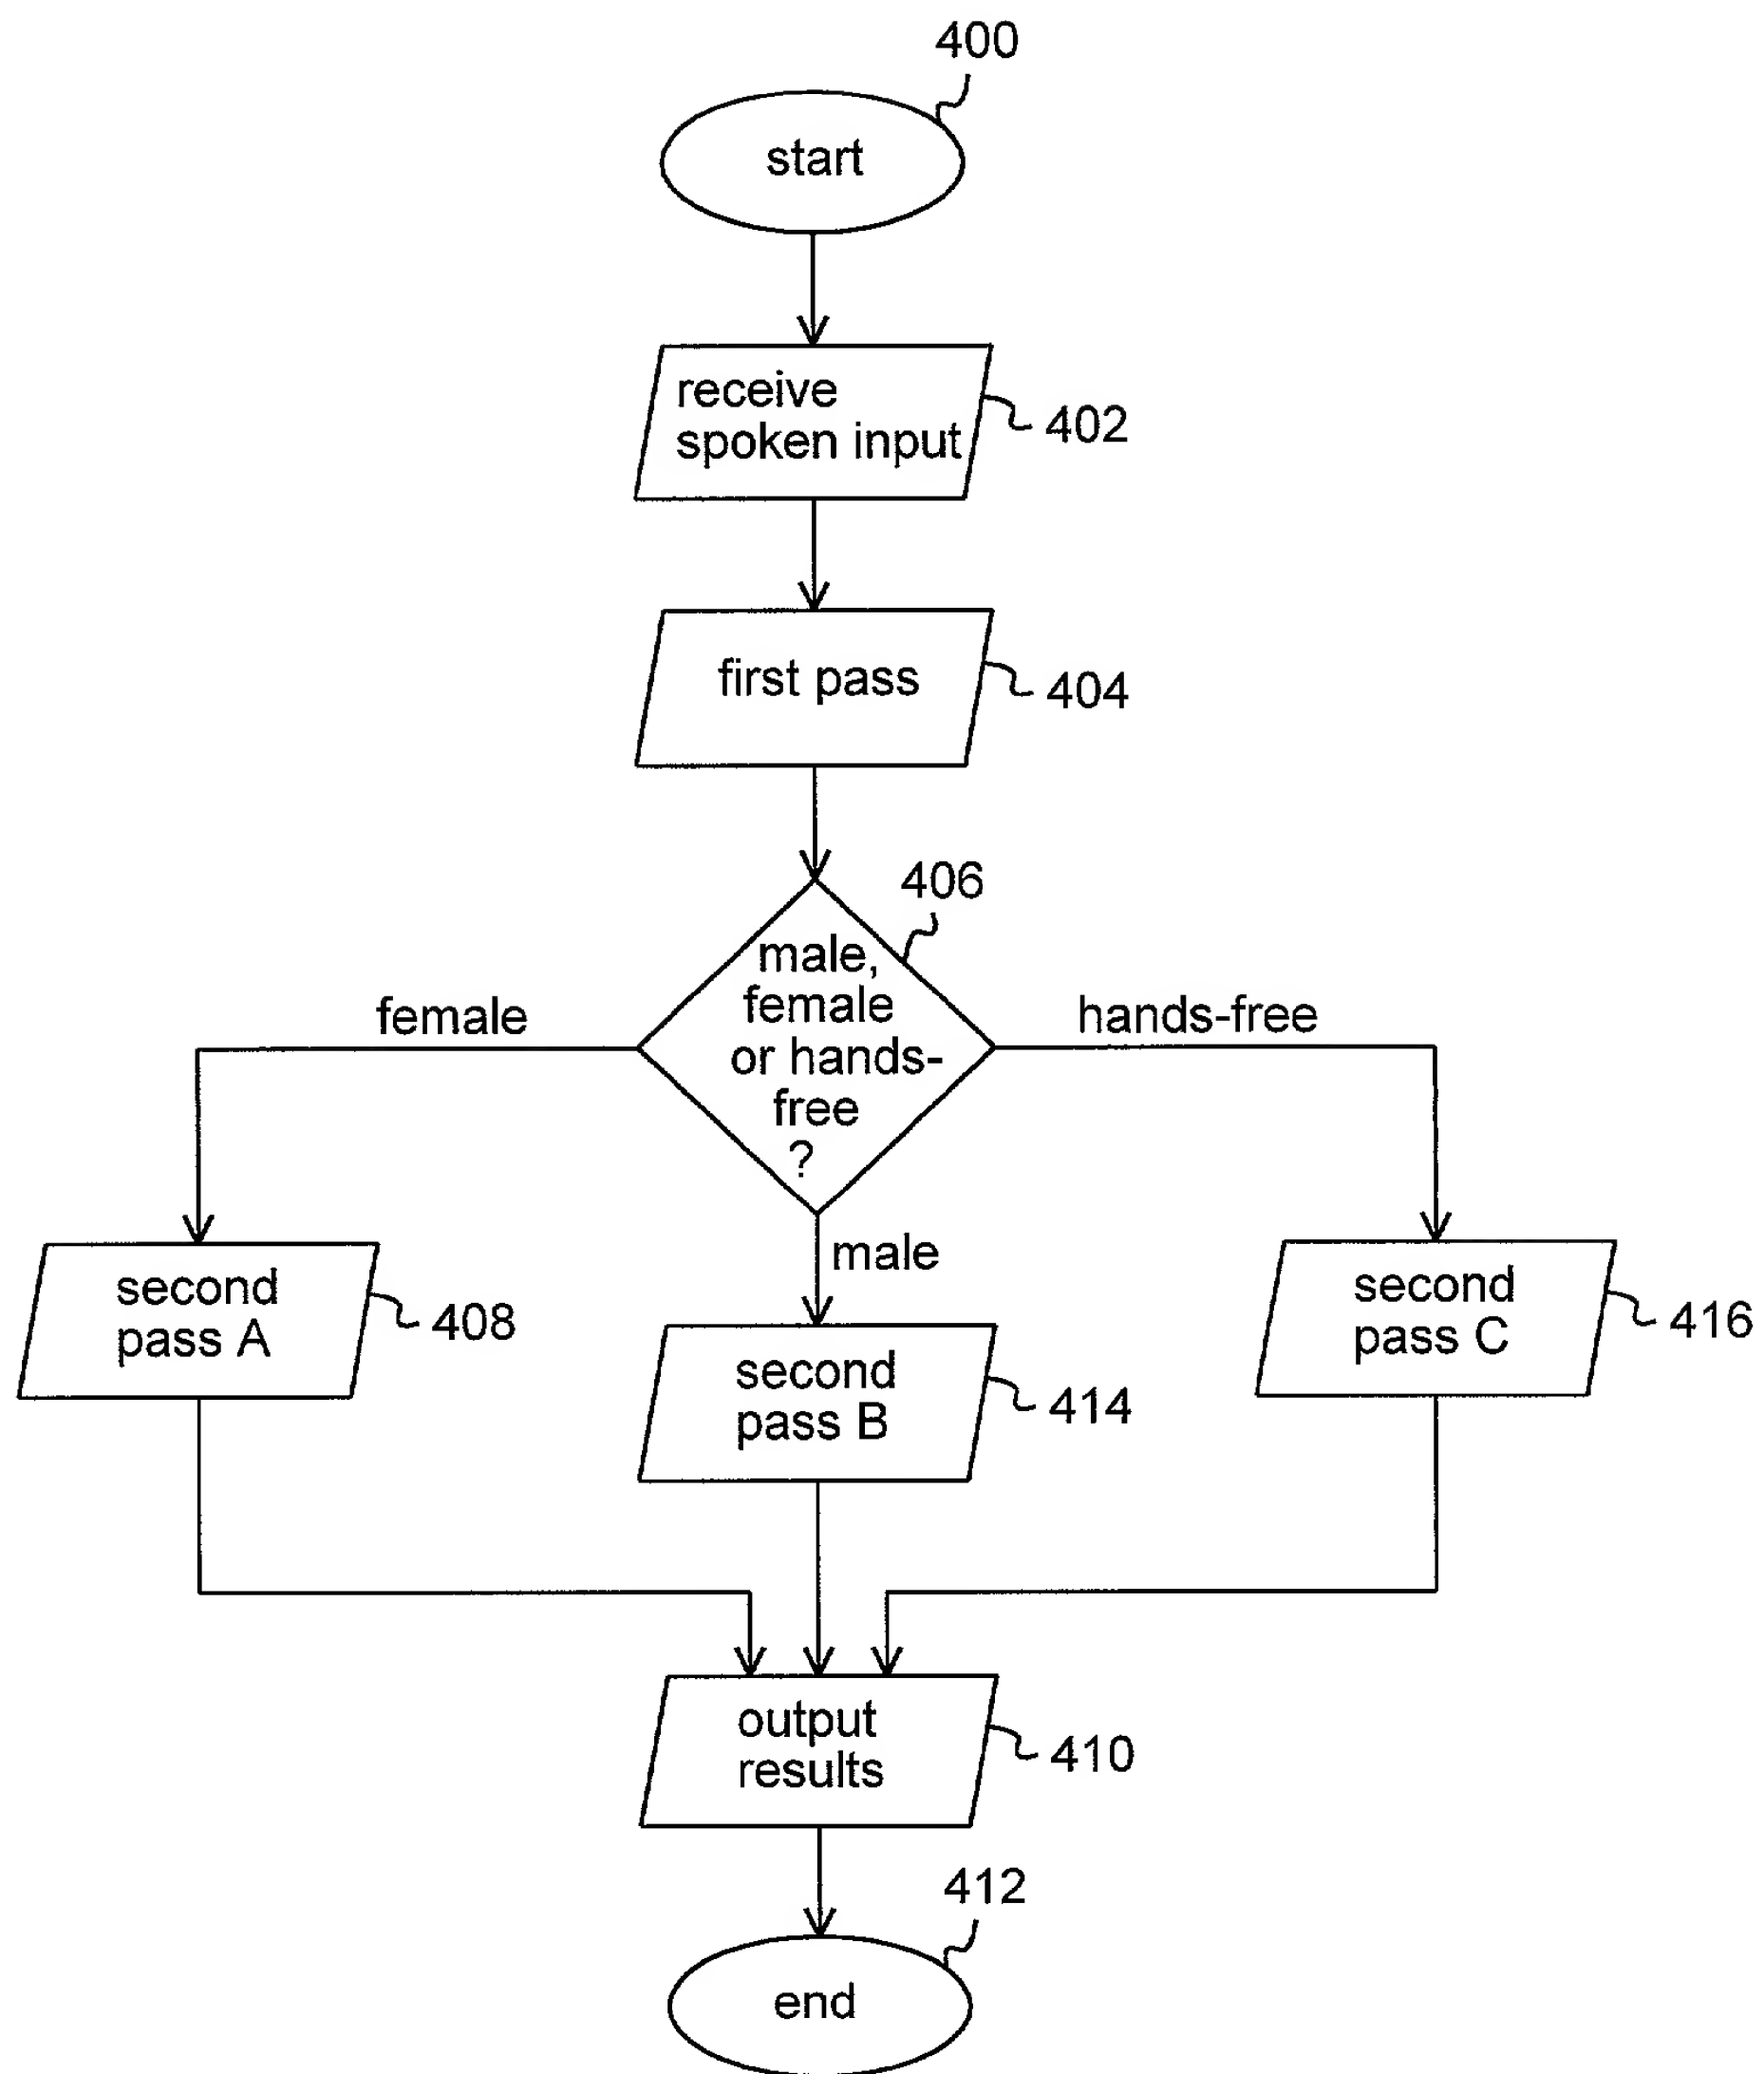 400
start
receive
spoken input
402
first pass
404
406
male,
female
or hands-
free
?
female
hands-free
male
second
pass A
408
second
pass B
414
second
pass C
416
output
results
410
412
end